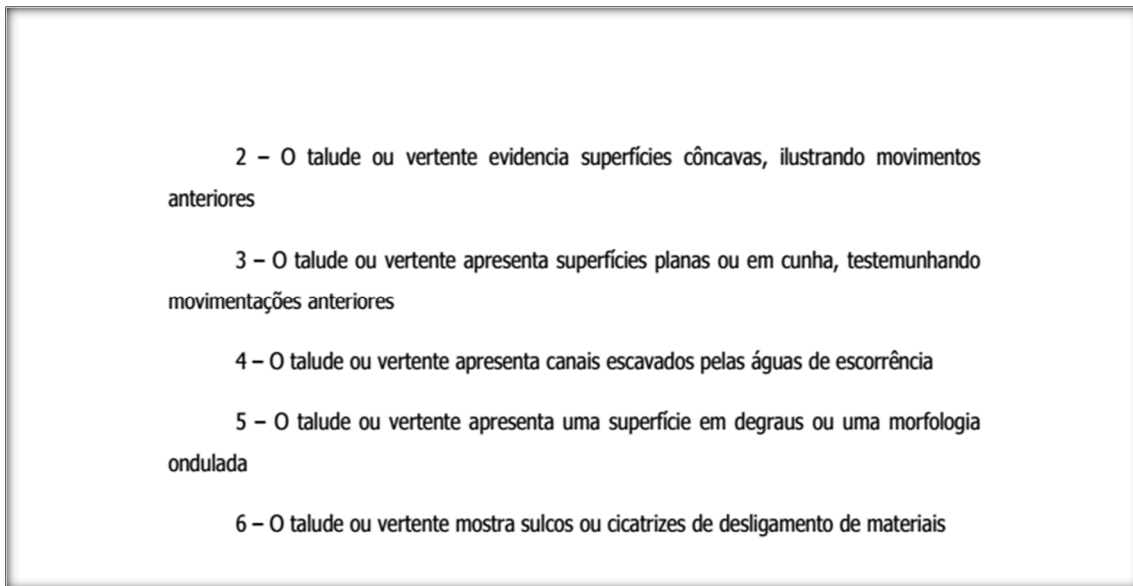 2 – O talude ou vertente evidencia superfícies côncavas, ilustrando movimentos
anteriores
3 – O talude ou vertente apresenta superfícies planas ou em cunha, testemunhando
movimentações anteriores
4 – O talude ou vertente apresenta canais escavados pelas águas de escorrência
5 – O talude ou vertente apresenta uma superfície em degraus ou uma morfologia
ondulada
6 – O talude ou vertente mostra sulcos ou cicatrizes de desligamento de materiais